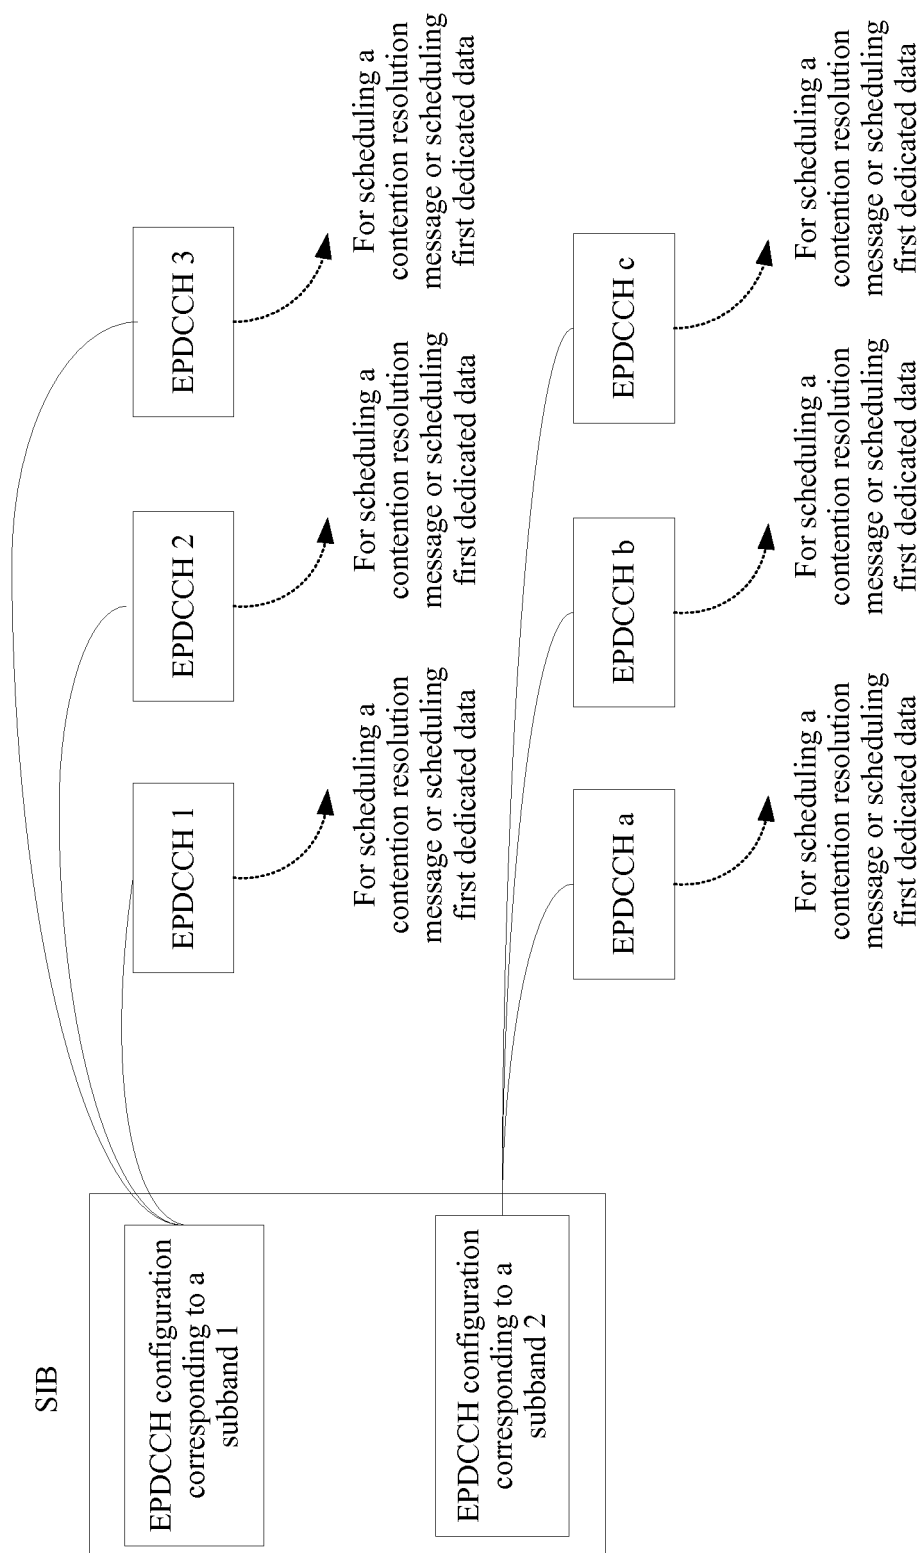 SIB
EPDCCH configuration
corresponding to a
subband 1
EPDCCH 1
EPDCCH 2
EPDCCH 3
For scheduling a
contention resolution
message or scheduling
first dedicated data
For scheduling a
contention resolution
message or scheduling
first dedicated data
For scheduling a
contention resolution
message or scheduling
first dedicated data
EPDCCH configuration
corresponding to a
subband 2
EPDCCH a
EPDCCH b
EPDCCH c
For scheduling a
contention resolution
message or scheduling
first dedicated data
For scheduling a
contention resolution
message or scheduling
first dedicated data
For scheduling a
contention resolution
message or scheduling
first dedicated data